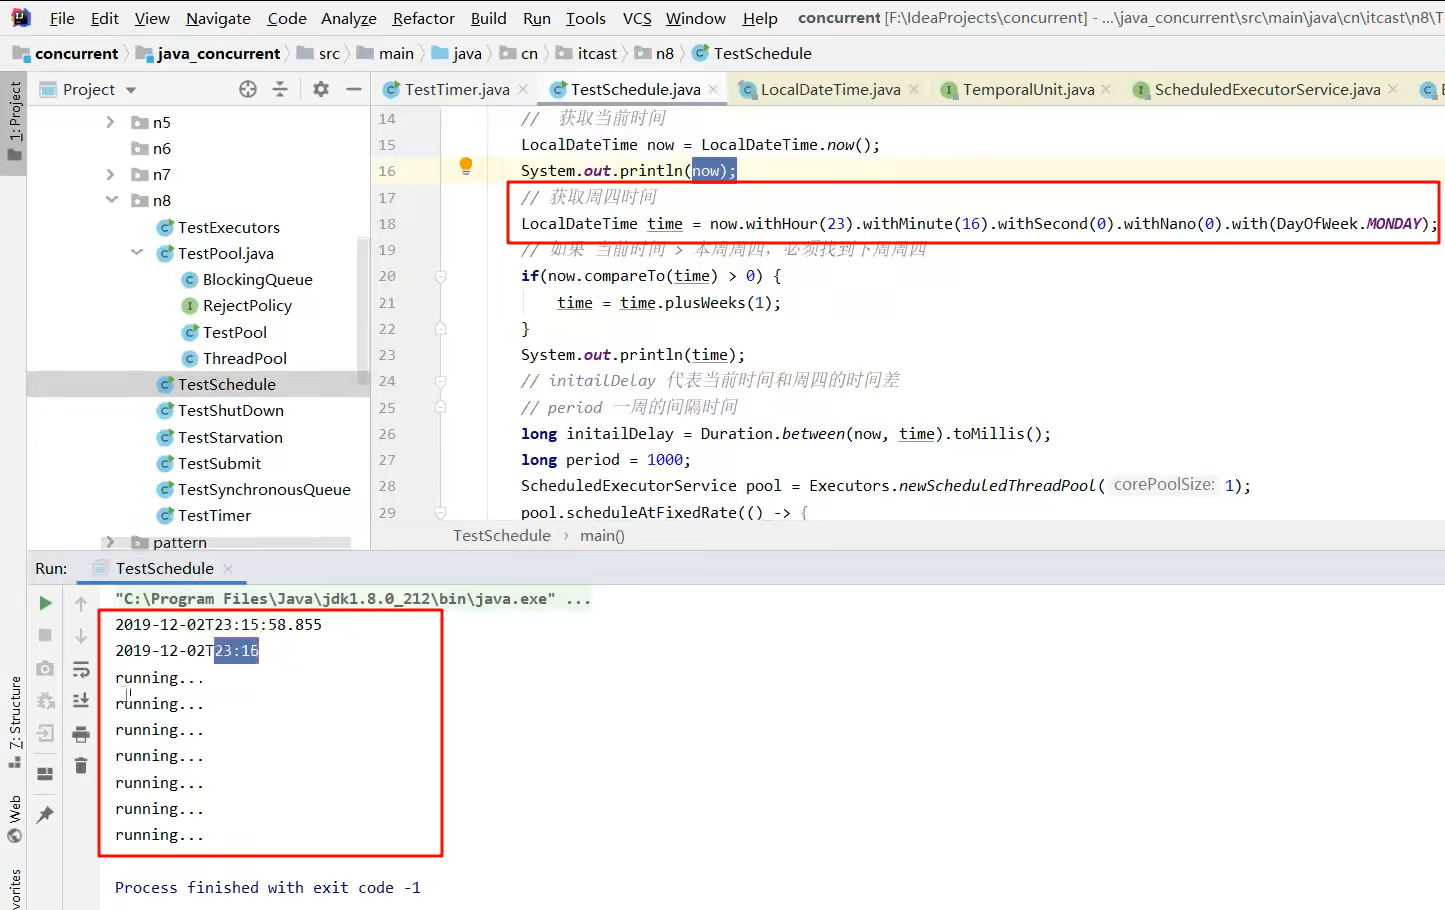 File Edit View Navigate Code Analyze Refactor Build Run Tools VCS Window Help concurrent [F:\IdeaProjects\concurrent] - ...\java_concurrent\src\main\java\cn\itcast\n8\T
concurrent java_concurrent src main java cn itcast n8 TestSchedule
1: Project
Project
TestTimer.java TestSchedule.java LocalDateTime.java TemporalUnit.java ScheduledExecutorService.java
n5
n6
n7
n8
TestExecutors
TestPool.java
BlockingQueue
RejectPolicy
TestPool
ThreadPool
TestSchedule
TestShutDown
TestStarvation
TestSubmit
TestSynchronousQueue
TestTimer
pattern
14 // 获取当前时间
15 LocalDateTime now = LocalDateTime.now();
16 System.out.println(now);
17 // 获取周四时间
18 LocalDateTime time = now.withHour(23).withMinute(16).withSecond(0).withNano(0).with(DayOfWeek.MONDAY);
19 // 如果 当前时间 > 本周周四，必须找到下周周四
20 if(now.compareTo(time) > 0) {
21 time = time.plusWeeks(1);
22 }
23 System.out.println(time);
24 // initailDelay 代表当前时间和周四的时间差
25 // period 一周的间隔时间
26 long initailDelay = Duration.between(now, time).toMillis();
27 long period = 1000;
28 ScheduledExecutorService pool = Executors.newScheduledThreadPool( corePoolSize: 1);
29 pool.scheduleAtFixedRate(() -> {
TestSchedule › main()
Run: TestSchedule
"C:\Program Files\Java\jdk1.8.0_212\bin\java.exe" ...
2019-12-02T23:15:58.855
2019-12-02T23:16
running...
running...
running...
running...
running...
running...
running...
Process finished with exit code -1
7: Structure
Web
vorites